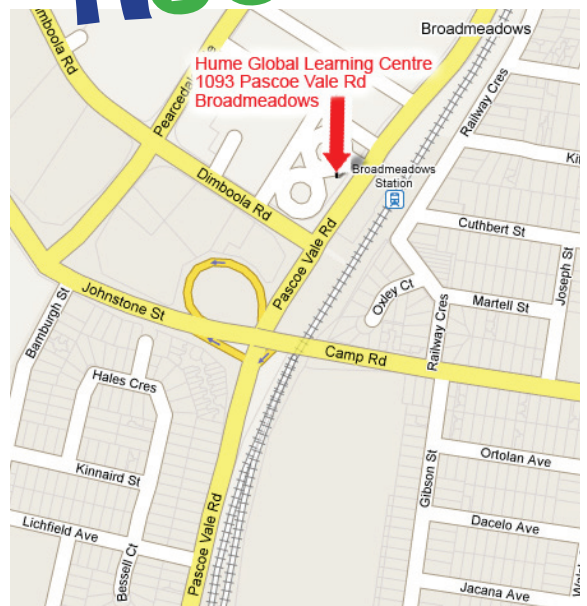 Broadmeadows
Dimboola Rd
Pearcedale
Hume Global Learning Centre
1093 Pascoe Vale Rd
Broadmeadows
Railway Cres
Dimboola Rd
Broadmeadows
Station
Pascoe Vale Rd
Cuthbert St
Joseph St
Oxley Ct
Martell St
Johnstone St
Bamburgh St
Railway Cres
Camp Rd
Hales Cres
Ortolan Ave
Kinnaird St
Gibson St
Pascoe Vale Rd
Lichfield Ave
Dacelo Ave
Bessell Ct
Jacana Ave